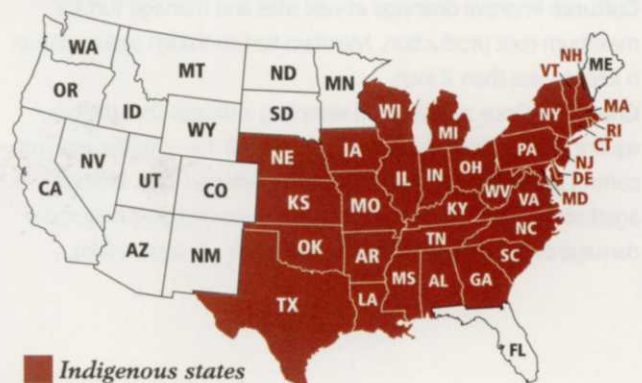 WA
MT
ND
MN
NH
VT
ME
OR
ID
SD
WI
MI
NY
MA
RI
CT
WY
NE
IA
PA
NJ
DE
MD
NV
UT
CO
IL
IN
OH
WV
VA
CA
KS
MO
KY
NC
AZ
NM
OK
AR
TN
SC
TX
LA
MS
AL
GA
FL
Indigenous states